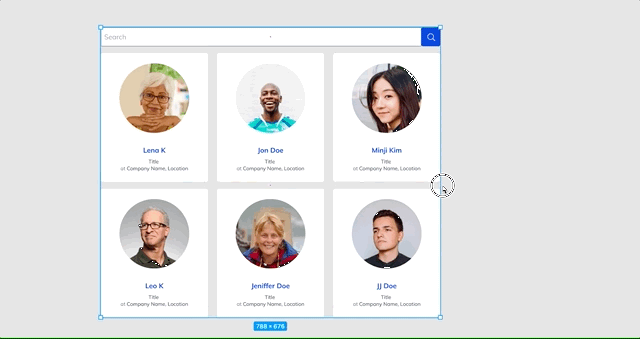 Search
Lena K
Jon Doe
Minji Kim
Title
Title
Title
at Company Name, Location
at Company Name, Location
at Company Name, Location
Leo K
Jeniffer Doe
JJ Doe
Title
Title
Title
at Company Name, Location
at Company Name, Location
at Company Name, Location
768 × 676